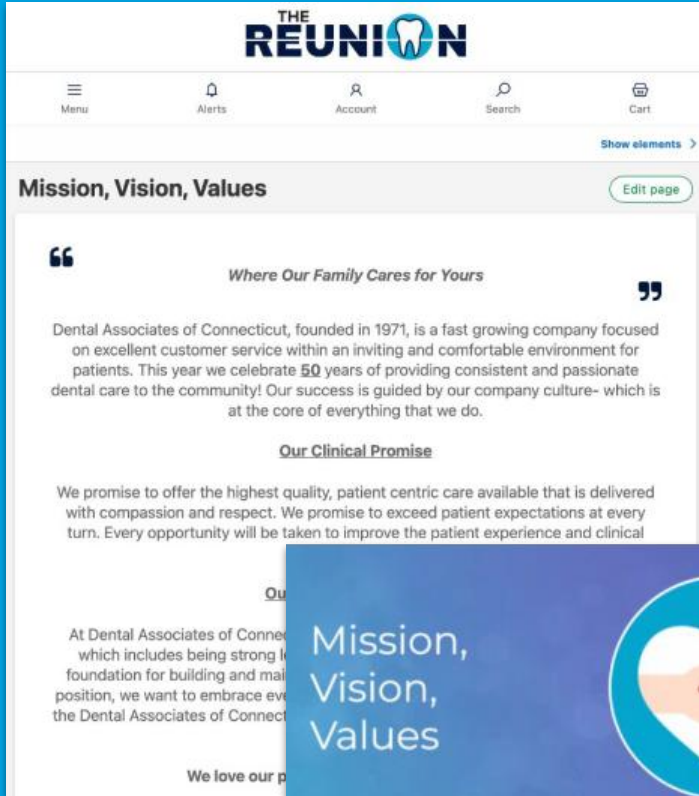 THE
REUNION
Menu
Alerts
Account
Search
Cart
Show elements >
Mission, Vision, Values
Edit page
“
Where Our Family Cares for Yours
”
Dental Associates of Connecticut, founded in 1971, is a fast growing company focused
on excellent customer service within an inviting and comfortable environment for
patients. This year we celebrate 50 years of providing consistent and passionate
dental care to the community! Our success is guided by our company culture- which is
at the core of everything that we do.
Our Clinical Promise
We promise to offer the highest quality, patient centric care available that is delivered
with compassion and respect. We promise to exceed patient expectations at every
turn. Every opportunity will be taken to improve the patient experience and clinical
At Dental Associates of
which includes being strong
foundation for building and
position, we want to embrace
the Dental Associates of
We love our
Mission,
Vision,
Values